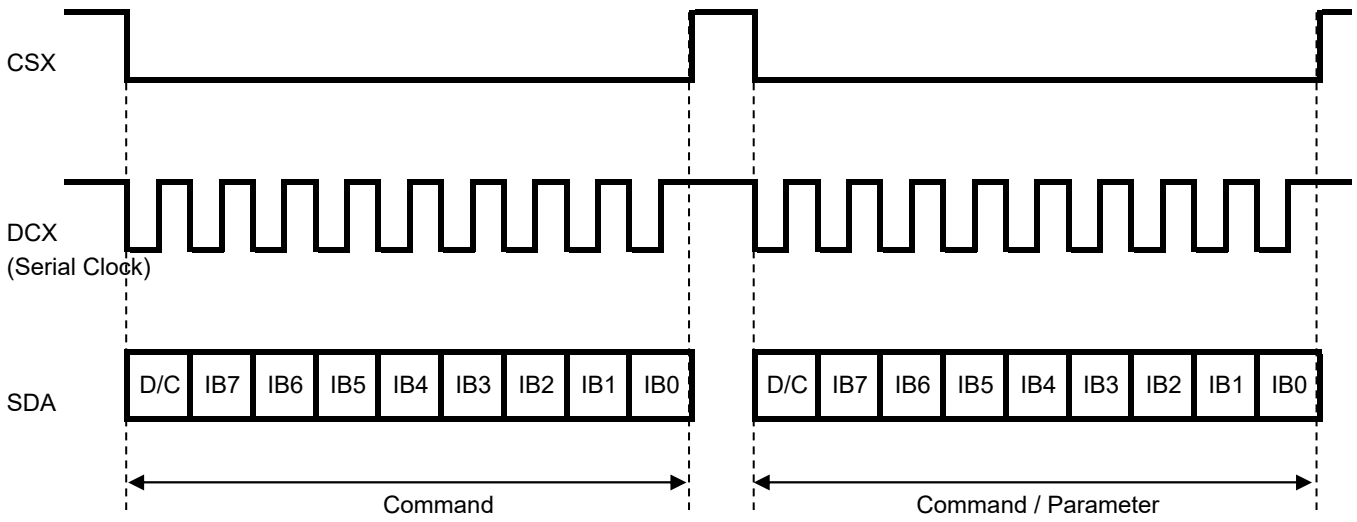 CSX
DCX
(Serial Clock)
SDA
D/C IB7 IB6 IB5 IB4 IB3 IB2 IB1 IB0 D/C IB7 IB6 IB5 IB4 IB3 IB2 IB1 IB0
Command Command / Parameter